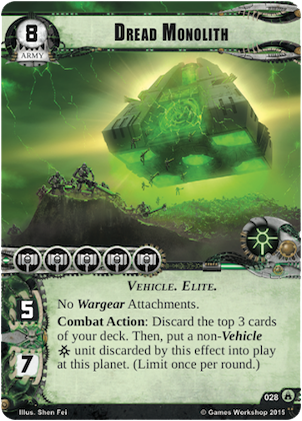 8
ARMY
DREAD MONOLITH
5
7
VEHICLE. ELITE.
No Wargear Attachments.
Combat Action: Discard the top 3 cards
of your deck. Then, put a non-Vehicle
unit discarded by this effect into play
at this planet. (Limit once per round.)
028
Illus. Shen Fei
© Games Workshop 2015